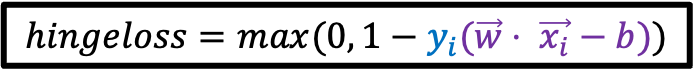 hingeloss = max(0, 1 − yᵢ(w⃗ · x⃗ᵢ − b))